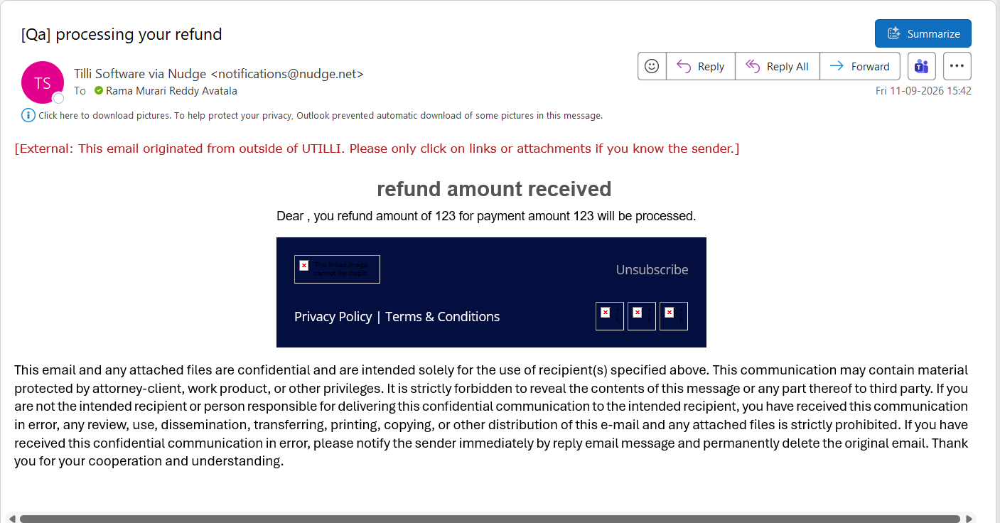 [Qa] processing your refund
Summarize
TS
Tilli Software via Nudge <notifications@nudge.net>
Reply
Reply All
Forward
To Rama Murari Reddy Avatala
Fri 11-09-2026 15:42
Click here to download pictures. To help protect your privacy, Outlook prevented automatic download of some pictures in this message.
[External: This email originated from outside of UTILLI. Please only click on links or attachments if you know the sender.]
refund amount received
Dear , you refund amount of 123 for payment amount 123 will be processed.
The linked image
cannot be displa
Unsubscribe
Privacy Policy | Terms & Conditions
This email and any attached files are confidential and are intended solely for the use of recipient(s) specified above. This communication may contain material
protected by attorney-client, work product, or other privileges. It is strictly forbidden to reveal the contents of this message or any part thereof to third party. If you
are not the intended recipient or person responsible for delivering this confidential communication to the intended recipient, you have received this communication
in error, any review, use, dissemination, transferring, printing, copying, or other distribution of this e-mail and any attached files is strictly prohibited. If you have
received this confidential communication in error, please notify the sender immediately by reply email message and permanently delete the original email. Thank
you for your cooperation and understanding.